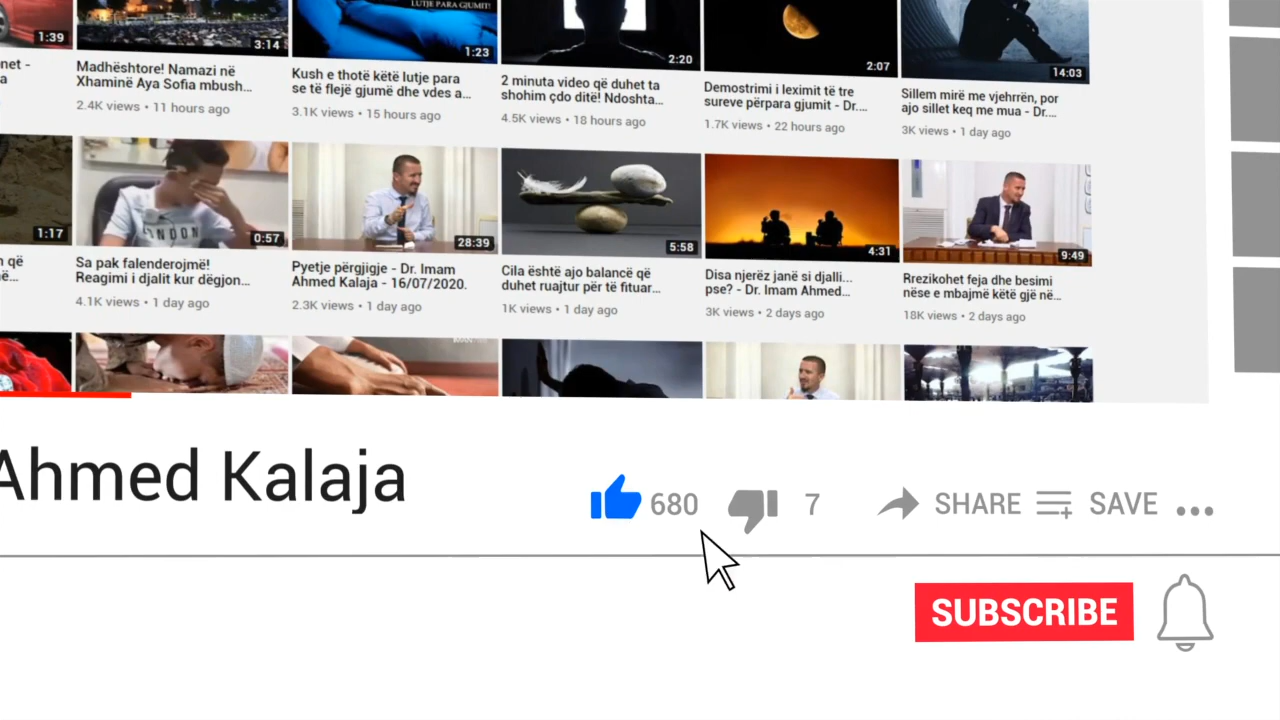 LUTJE PARA GJUMIT!
1:39
3:14
1:23
2:20
2:07
14:03
net -
a
Madhështore! Namazi në
Xhaminë Aya Sofia mbush...
2.4K views • 11 hours ago
Kush e thotë këtë lutje para
se të flejë gjumë dhe vdes a...
3.1K views • 15 hours ago
2 minuta video që duhet ta
shohim çdo ditë! Ndoshta...
4.5K views • 18 hours ago
Demostrimi i leximit të tre
sureve përpara gjumit - Dr....
1.7K views • 22 hours ago
Sillem mirë me vjehrrën, por
ajo sillet keq me mua - Dr....
3K views • 1 day ago
LONDON
1:17
0:57
28:39
5:58
4:31
9:49
që
ë...
Sa pak falenderojmë!
Reagimi i djalit kur dëgjon...
4.1K views • 1 day ago
Pyetje përgjigje - Dr. Imam
Ahmed Kalaja - 16/07/2020.
2.3K views • 1 day ago
Cila është ajo balancë që
duhet ruajtur për të fituar...
1K views • 1 day ago
Disa njerëz janë si djalli...
pse? - Dr. Imam Ahmed...
3K views • 2 days ago
Rrezikohet feja dhe besimi
nëse e mbajmë këtë gjë në...
18K views • 2 days ago
Ahmed Kalaja
680
7
SHARE
SAVE
SUBSCRIBE